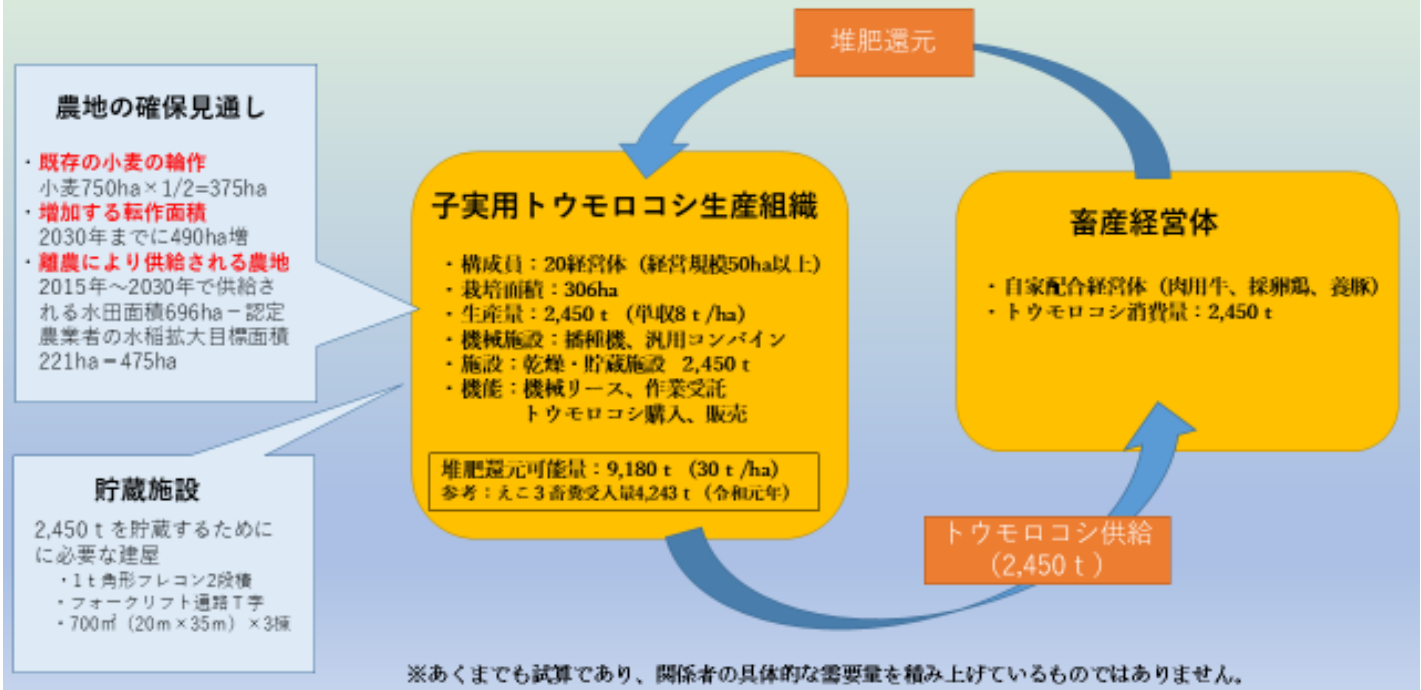 堆肥還元
農地の確保見通し
・既存の小麦の輪作
小麦750ha×1/2=375ha
・増加する転作面積
2030年までに490ha増
・離農により供給される農地
2015年～2030年で供給さ
れる水田面積696ha－認定
農業者の水稲拡大目標面積
221ha＝475ha
貯蔵施設
2,450ｔを貯蔵するために
に必要な建屋
・1ｔ角形フレコン2段積
・フォークリフト通路Ｔ字
・700㎡（20m×35m）×3棟
子実用トウモロコシ生産組織
・構成員：20経営体（経営規模50ha以上）
・栽培面積：306ha
・生産量：2,450ｔ（単収8ｔ/ha）
・機械施設：播種機、汎用コンバイン
・施設：乾燥・貯蔵施設　2,450ｔ
・機能：機械リース、作業受託
トウモロコシ購入、販売
堆肥還元可能量：9,180ｔ（30ｔ/ha）
参考：えこ３畜糞受入量4,243ｔ（令和元年）
畜産経営体
・自家配合経営体（肉用牛、採卵鶏、養豚）
・トウモロコシ消費量：2,450ｔ
トウモロコシ供給
（2,450ｔ）
※あくまでも試算であり、関係者の具体的な需要量を積み上げているものではありません。